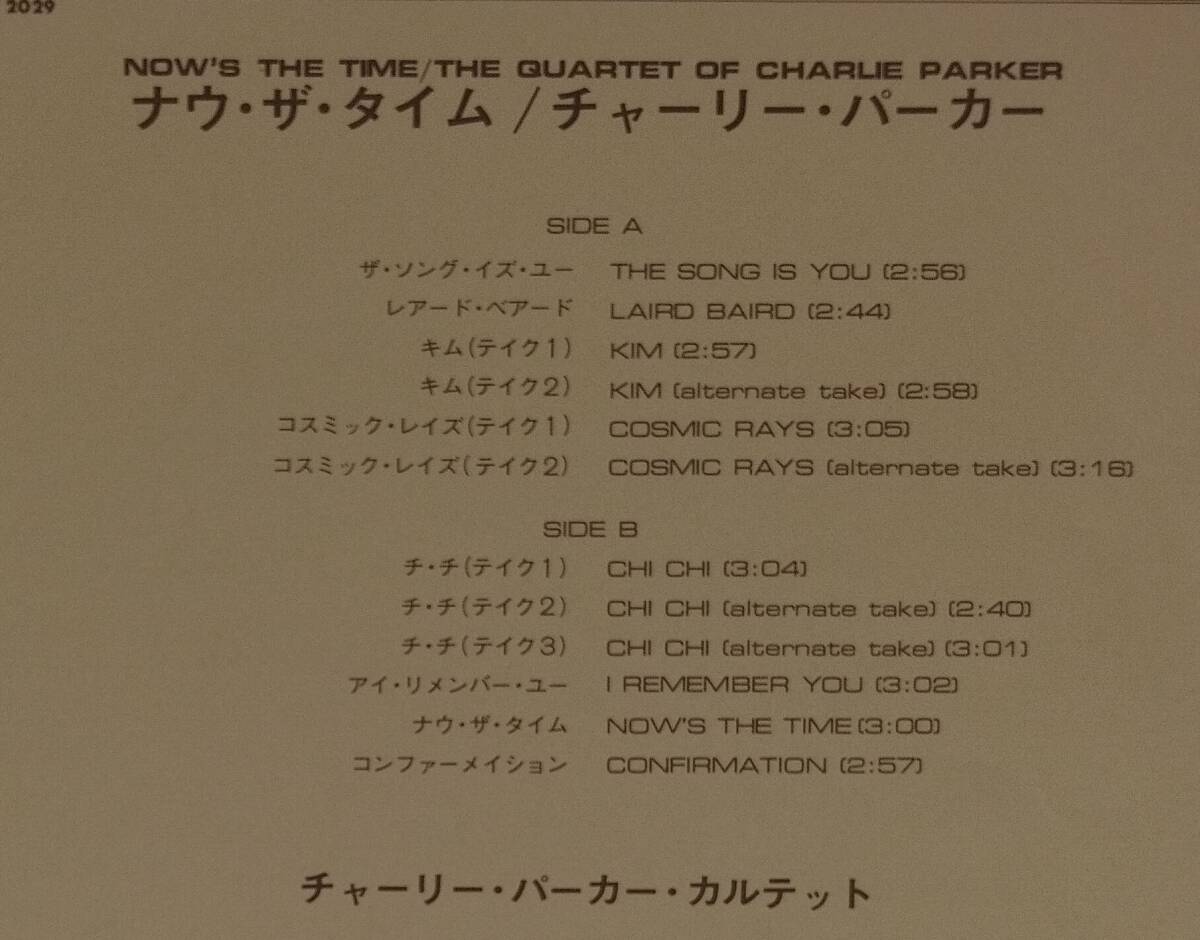 2029
NOW'S THE TIME/THE QUARTET OF CHARLIE PARKER
ナウ・ザ・タイム/チャーリー・パーカー
SIDE A
ザ・ソング・イズ・ユー THE SONG IS YOU (2:56)
レアード・ベアード LAIRD BAIRD (2:44)
キム(テイク1) KIM (2:57)
キム(テイク2) KIM (alternate take) (2:58)
コスミック・レイズ(テイク1) COSMIC RAYS (3:05)
コスミック・レイズ(テイク2) COSMIC RAYS (alternate take) (3:16)
SIDE B
チ・チ(テイク1) CHI CHI (3:04)
チ・チ(テイク2) CHI CHI (alternate take) (2:40)
チ・チ(テイク3) CHI CHI (alternate take) (3:01)
アイ・リメンバー・ユー I REMEMBER YOU (3:02)
ナウ・ザ・タイム NOW'S THE TIME (3:00)
コンファーメイション CONFIRMATION (2:57)
チャーリー・パーカー・カルテット